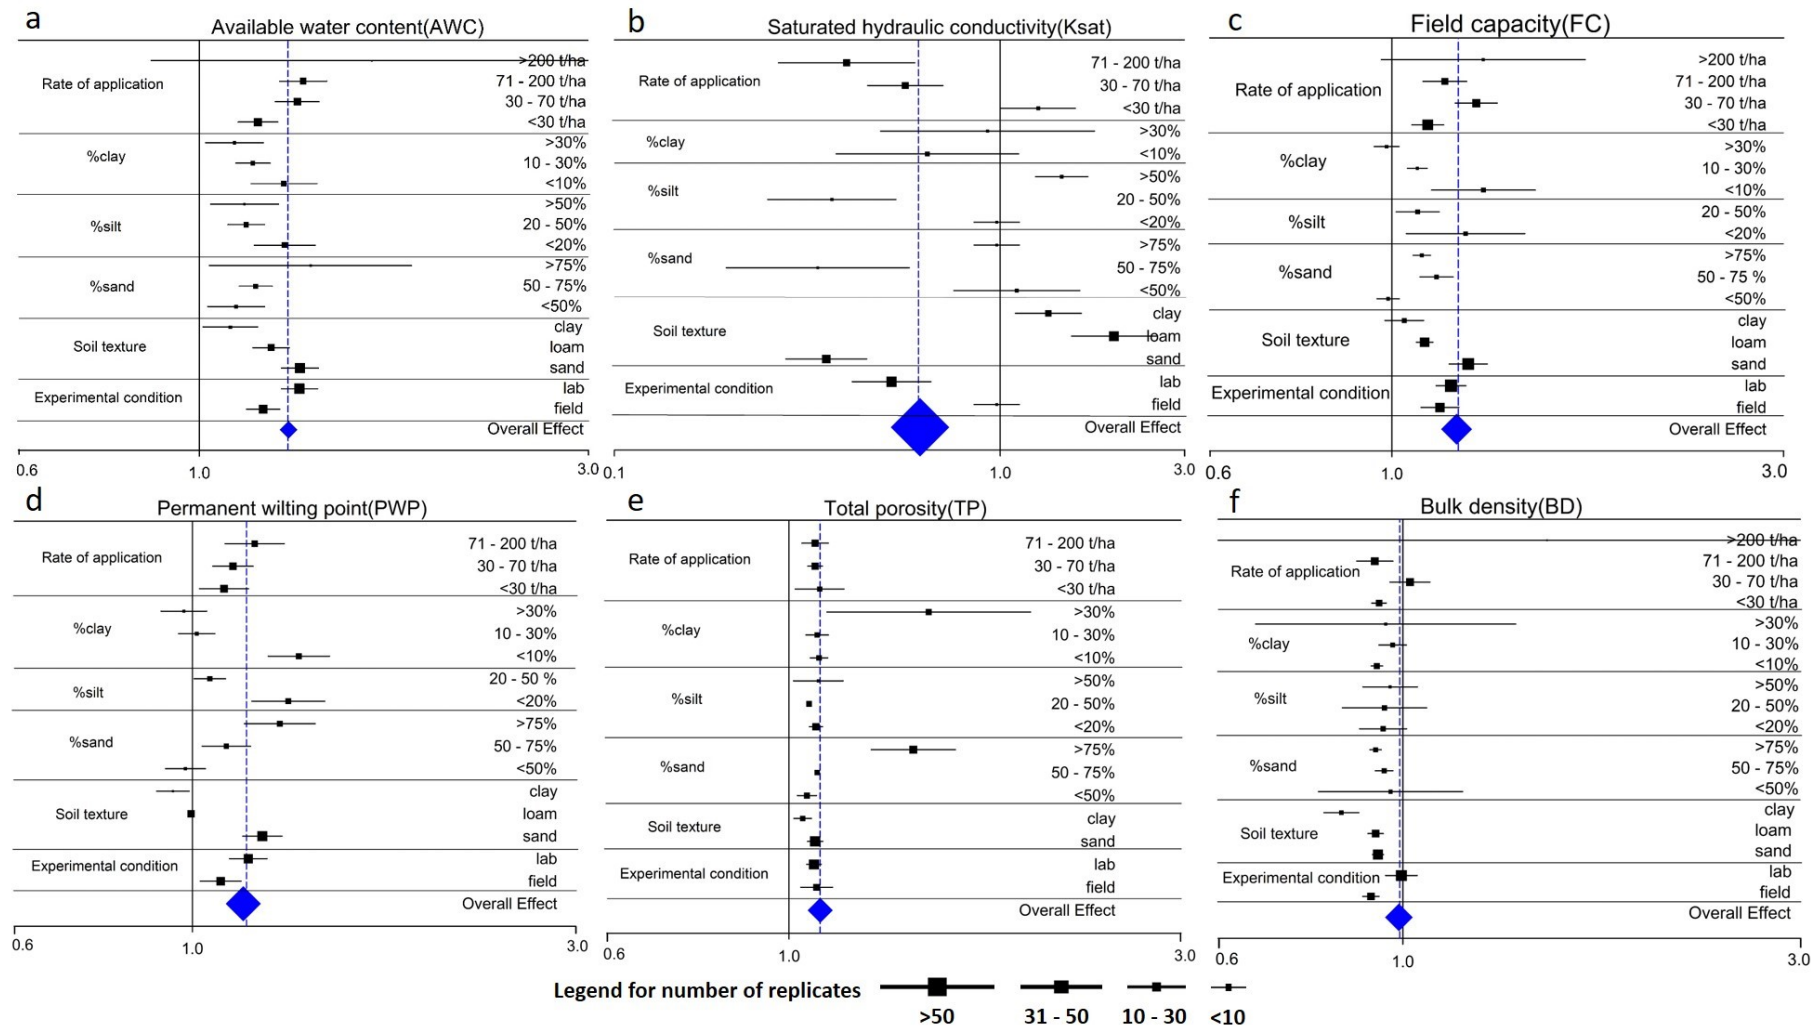 a
Available water content(AWC)
Rate of application
>200 t/ha
71 - 200 t/ha
30 - 70 t/ha
<30 t/ha
%clay
>30%
10 - 30%
<10%
%silt
>50%
20 - 50%
<20%
%sand
>75%
50 - 75%
<50%
Soil texture
clay
loam
sand
Experimental condition
lab
field
Overall Effect
0.6
1.0
3.0
b
Saturated hydraulic conductivity(Ksat)
Rate of application
71 - 200 t/ha
30 - 70 t/ha
<30 t/ha
%clay
>30%
<10%
%silt
>50%
20 - 50%
<20%
%sand
>75%
50 - 75%
<50%
Soil texture
clay
loam
sand
Experimental condition
lab
field
Overall Effect
0.1
1.0
3.0
c
Field capacity(FC)
Rate of application
>200 t/ha
71 - 200 t/ha
30 - 70 t/ha
<30 t/ha
%clay
>30%
10 - 30%
<10%
%silt
20 - 50%
<20%
%sand
>75%
50 - 75 %
<50%
Soil texture
clay
loam
sand
Experimental condition
lab
field
Overall Effect
0.6
1.0
3.0
d
Permanent wilting point(PWP)
Rate of application
71 - 200 t/ha
30 - 70 t/ha
<30 t/ha
%clay
>30%
10 - 30%
<10%
%silt
20 - 50 %
<20%
%sand
>75%
50 - 75%
<50%
Soil texture
clay
loam
sand
Experimental condition
lab
field
Overall Effect
0.6
1.0
3.0
e
Total porosity(TP)
Rate of application
71 - 200 t/ha
30 - 70 t/ha
<30 t/ha
%clay
>30%
10 - 30%
<10%
%silt
>50%
20 - 50%
<20%
%sand
>75%
50 - 75%
<50%
Soil texture
clay
sand
Experimental condition
lab
field
Overall Effect
0.6
1.0
3.0
f
Bulk density(BD)
Rate of application
>200 t/ha
71 - 200 t/ha
30 - 70 t/ha
<30 t/ha
%clay
>30%
10 - 30%
<10%
%silt
>50%
20 - 50%
<20%
%sand
>75%
50 - 75%
<50%
Soil texture
clay
loam
sand
Experimental condition
lab
field
Overall Effect
0.6
1.0
3.0
Legend for number of replicates
>50
31 - 50
10 - 30
<10